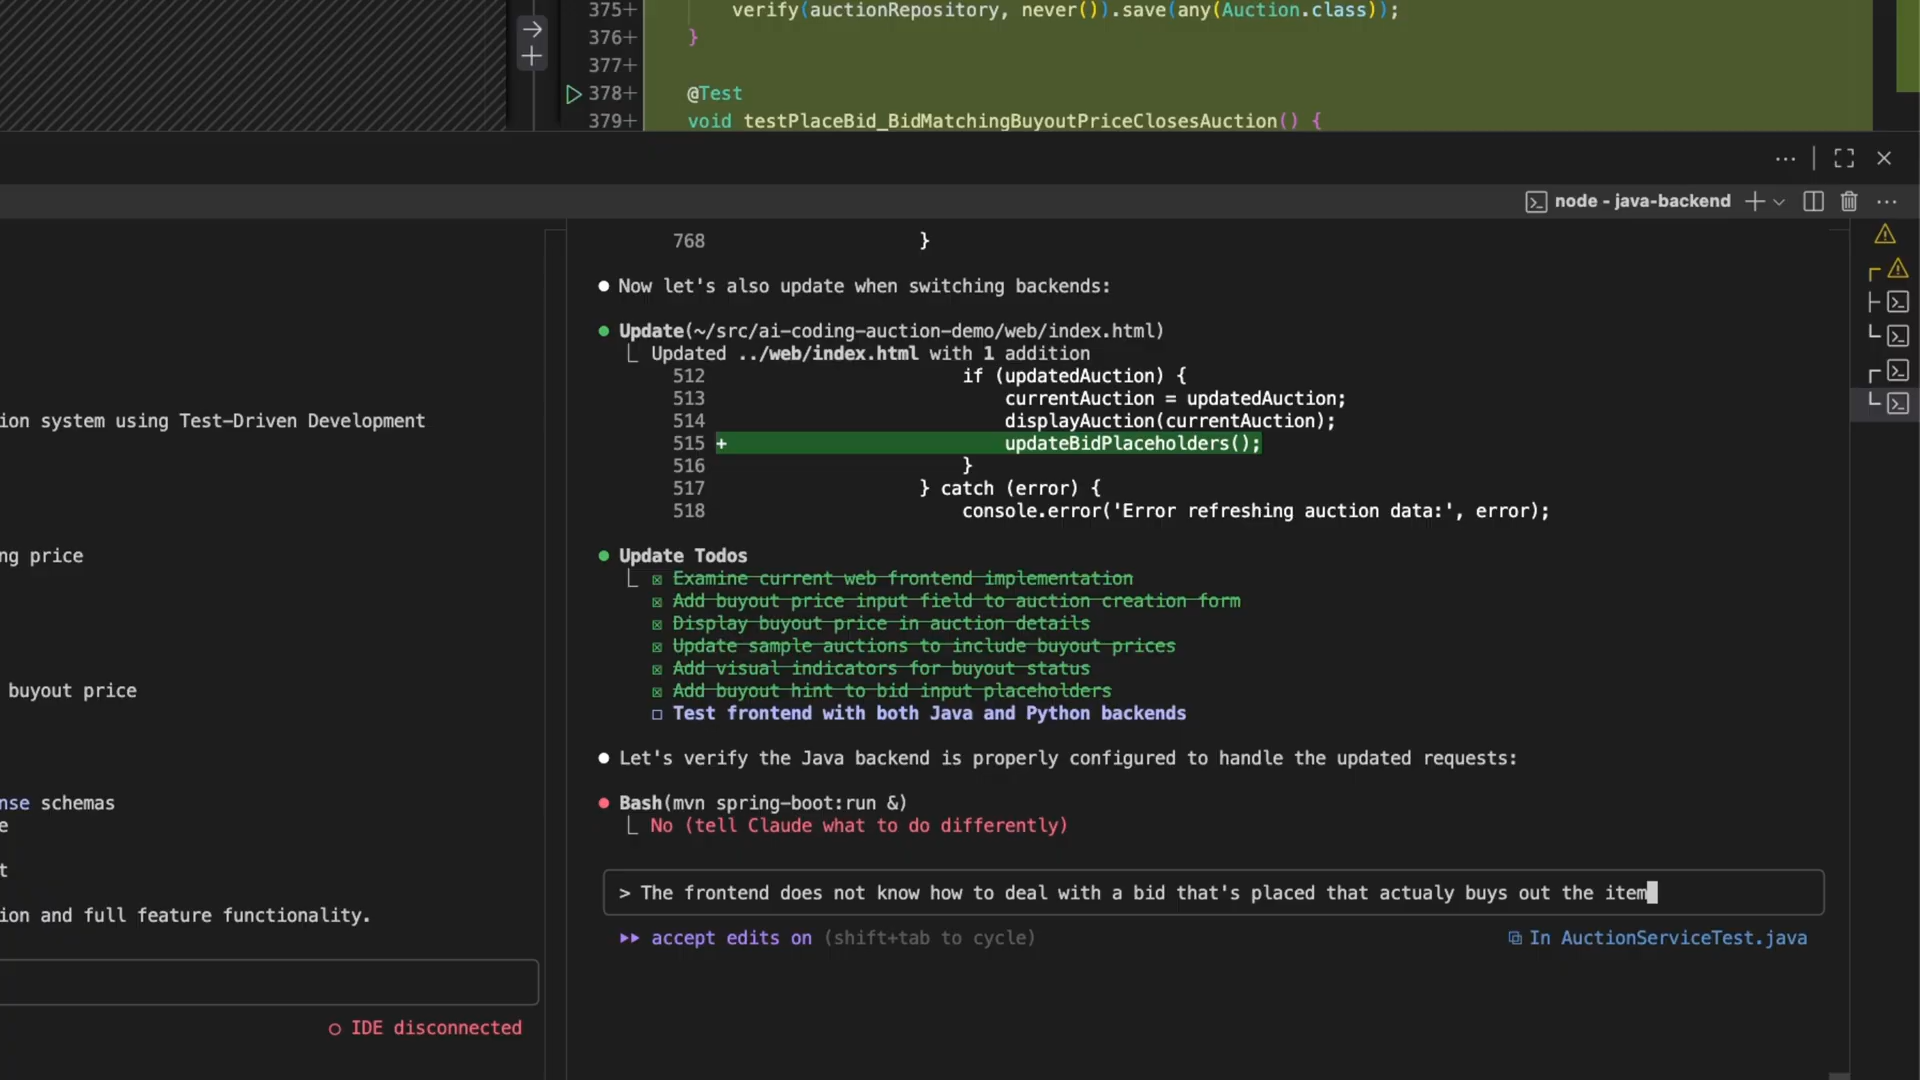 375+ verify(auctionRepository, never()).save(any(Auction.class));
376+ }
377+
378+ @Test
379+ void testPlaceBid_BidMatchingBuyoutPriceClosesAuction() {
node - java-backend
768 }
Now let's also update when switching backends:
Update(~/src/ai-coding-auction-demo/web/index.html)
Updated ../web/index.html with 1 addition
512 if (updatedAuction) {
513 currentAuction = updatedAuction;
514 displayAuction(currentAuction);
515 + updateBidPlaceholders();
516 }
517 } catch (error) {
518 console.error('Error refreshing auction data:', error);
Update Todos
Examine current web frontend implementation
Add buyout price input field to auction creation form
Display buyout price in auction details
Update sample auctions to include buyout prices
Add visual indicators for buyout status
Add buyout hint to bid input placeholders
Test frontend with both Java and Python backends
Let's verify the Java backend is properly configured to handle the updated requests:
Bash(mvn spring-boot:run &)
No (tell Claude what to do differently)
> The frontend does not know how to deal with a bid that's placed that actualy buys out the item
accept edits on (shift+tab to cycle)
In AuctionServiceTest.java
ion system using Test-Driven Development
ng price
buyout price
nse schemas
e
t
ion and full feature functionality.
IDE disconnected